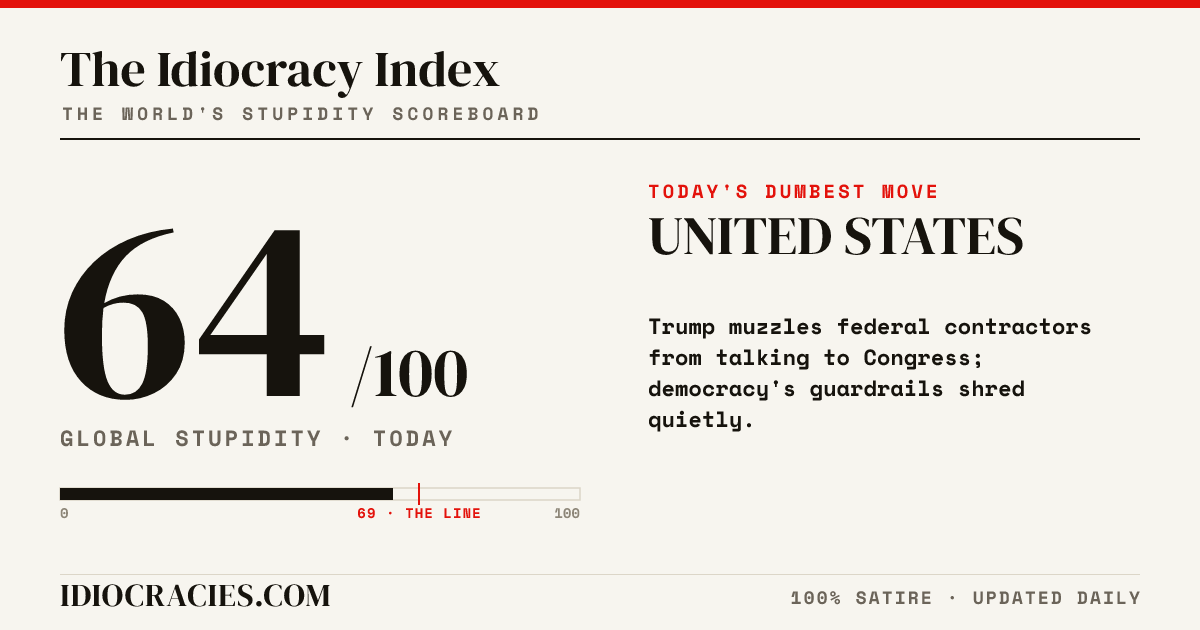 The Idiocracy Index
THE WORLD'S STUPIDITY SCOREBOARD
64 /100
GLOBAL STUPIDITY · TODAY
0
69 · THE LINE
100
TODAY'S DUMBEST MOVE
UNITED STATES
Trump muzzles federal contractors
from talking to Congress;
democracy's guardrails shred
quietly.
IDIOCRACIES.COM
100% SATIRE · UPDATED DAILY